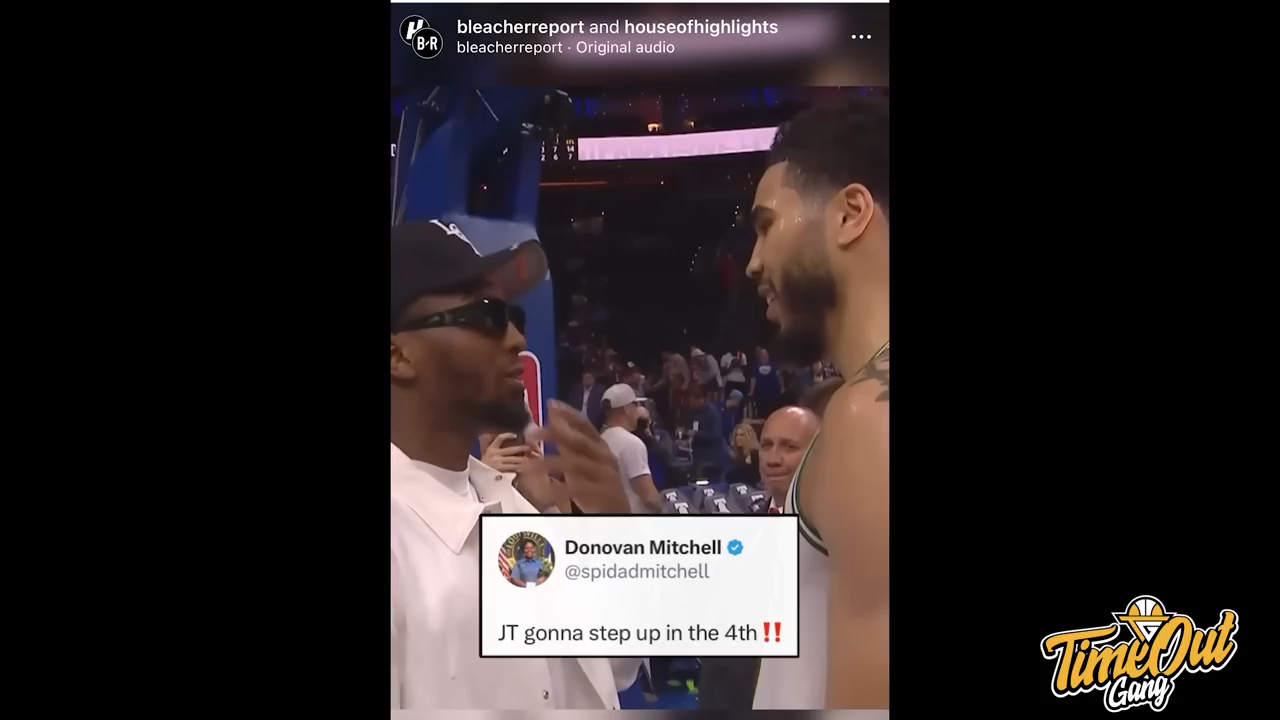 bleacherreport and houseofhighlights
B·R
bleacherreport · Original audio
Donovan Mitchell
@spidadmitchell
JT gonna step up in the 4th‼️
TimeOut
Gang